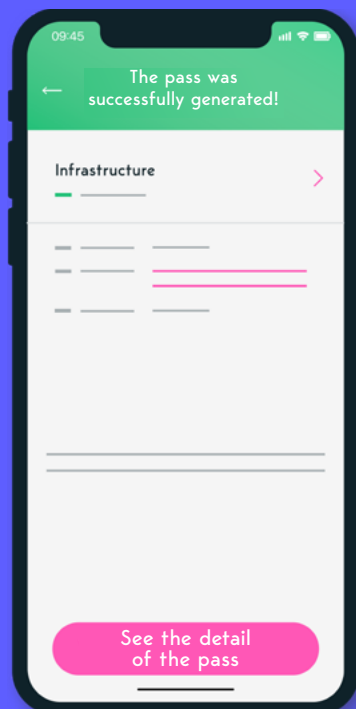 09:45
The pass was
successfully generated!
Infrastructure
See the detail
of the pass